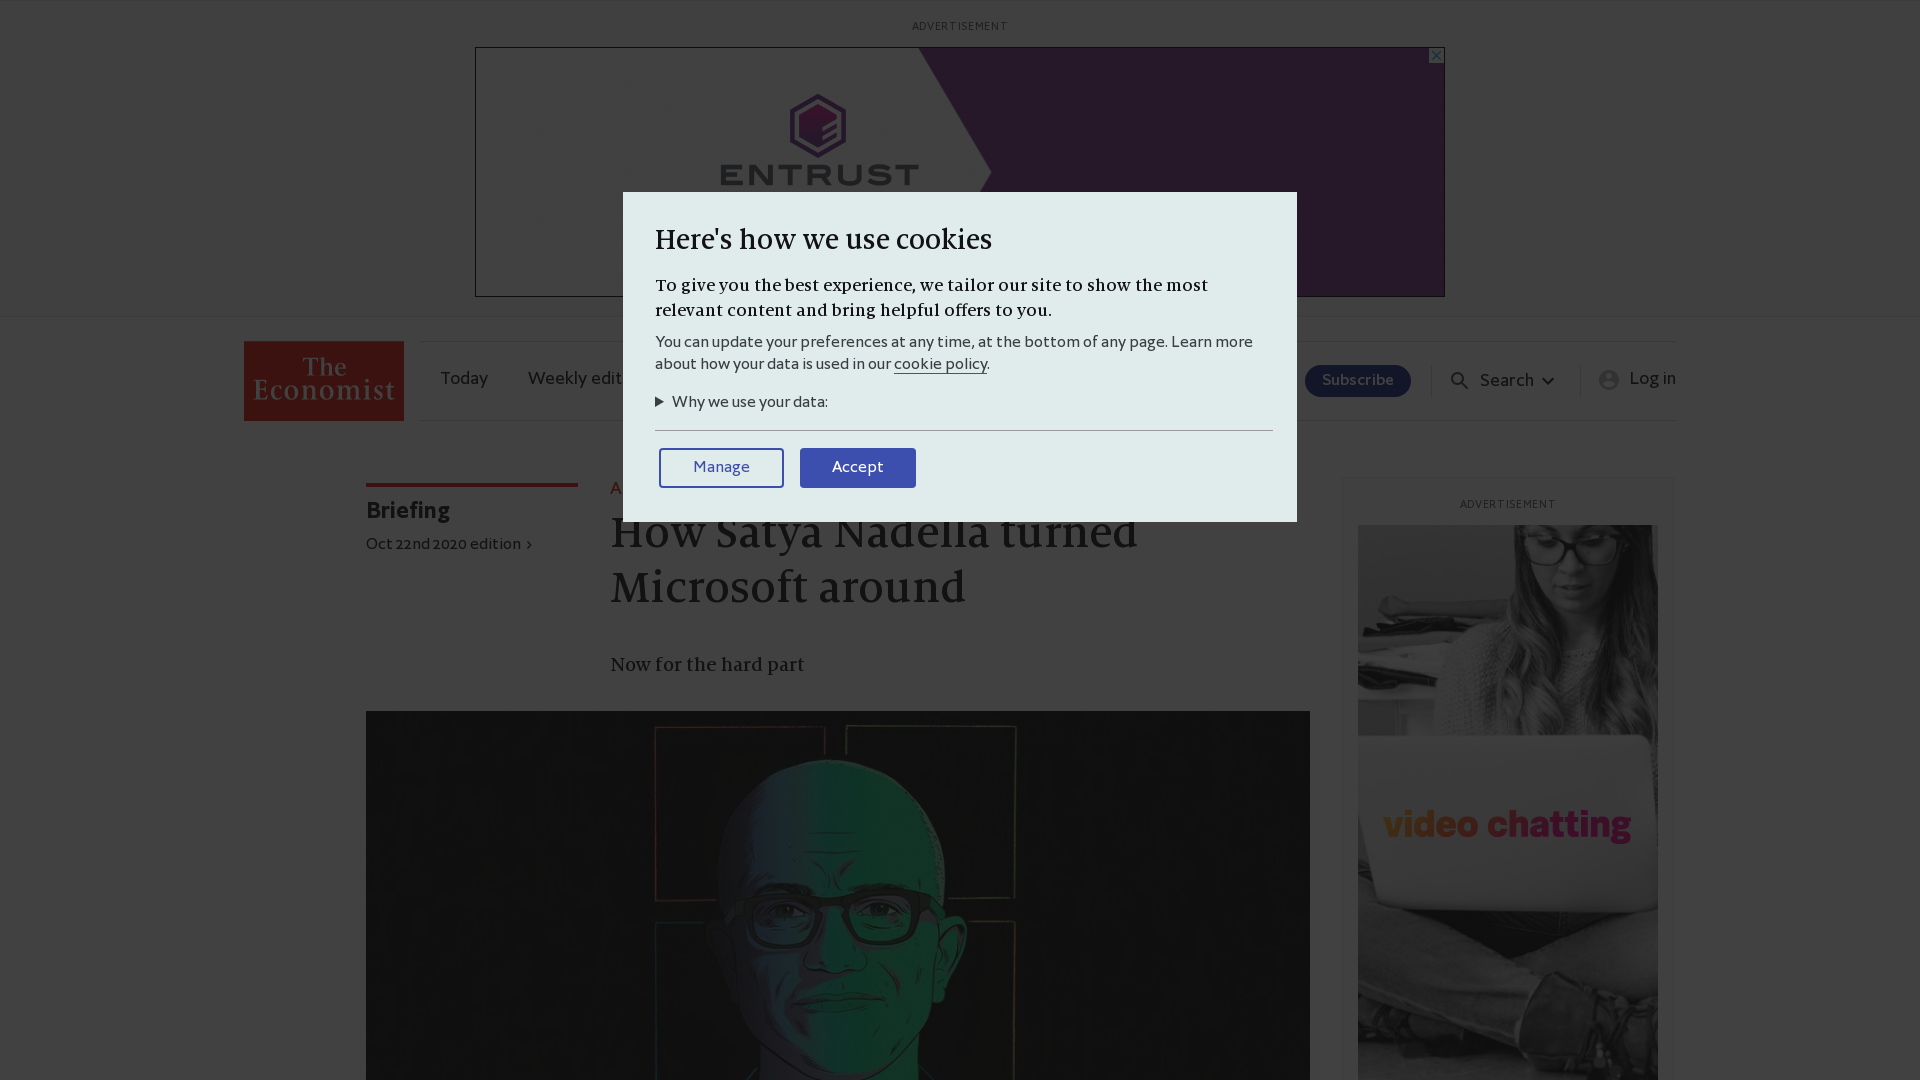 ADVERTISEMENT
ENTRUST
Here's how we use cookies
To give you the best experience, we tailor our site to show the most
relevant content and bring helpful offers to you.
You can update your preferences at any time, at the bottom of any page. Learn more
about how your data is used in our cookie policy.
Why we use your data:
Manage
Accept
The
Economist
Today
Weekly edit
Subscribe
Search
Log in
Briefing
Oct 22nd 2020 edition
A
How Satya Nadella turned
Microsoft around
Now for the hard part
ADVERTISEMENT
video chatting